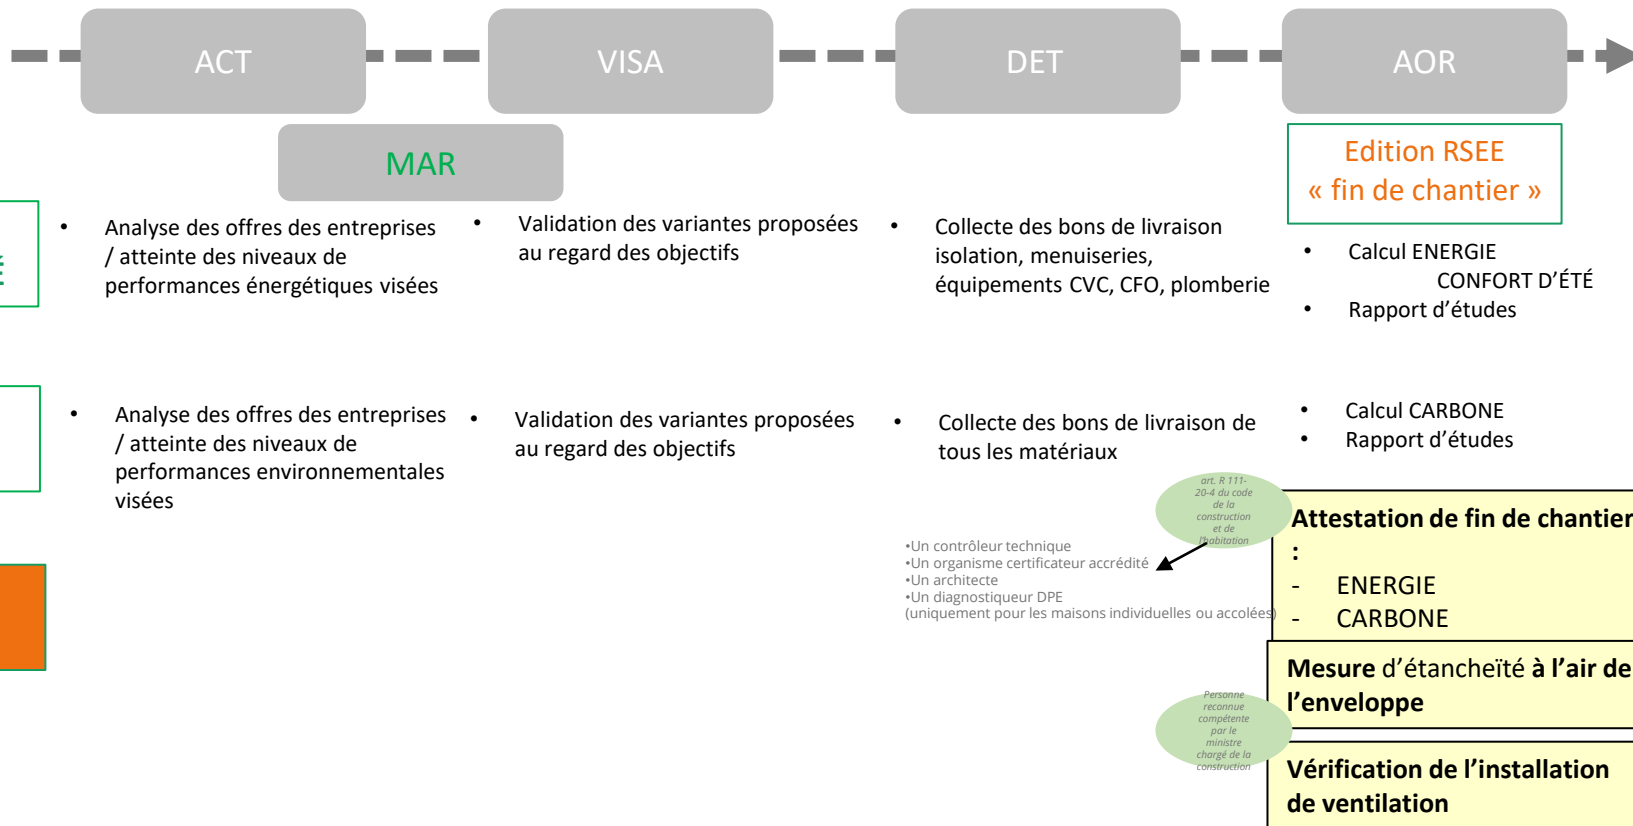 ACT
VISA
DET
AOR
MAR
Edition RSEE
« fin de chantier »
É
• Analyse des offres des entreprises
/ atteinte des niveaux de
performances énergétiques visées
• Validation des variantes proposées
au regard des objectifs
• Collecte des bons de livraison
isolation, menuiseries,
équipements CVC, CFO, plomberie
• Calcul ENERGIE
CONFORT D’ÉTÉ
• Rapport d’études
• Analyse des offres des entreprises
/ atteinte des niveaux de
performances environnementales
visées
• Validation des variantes proposées
au regard des objectifs
• Collecte des bons de livraison de
tous les matériaux
• Calcul CARBONE
• Rapport d’études
art. R 111-
20-4 du code
de la
construction
et de
l’habitation
•Un contrôleur technique
•Un organisme certificateur accrédité
•Un architecte
•Un diagnostiqueur DPE
(uniquement pour les maisons individuelles ou accolées)
Attestation de fin de chantier
:
- ENERGIE
- CARBONE
Mesure d’étancheïté à l’air de
l’enveloppe
Personne
reconnue
compétente
par le
ministre
chargé de la
construction
Vérification de l’installation
de ventilation